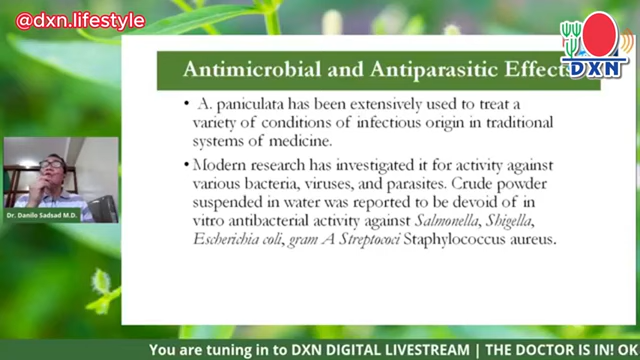 @dxn.lifestyle
DXN
Antimicrobial and Antiparasitic Effects
• A. paniculata has been extensively used to treat a
variety of conditions of infectious origin in traditional
systems of medicine.
• Modern research has investigated it for activity against
various bacteria, viruses, and parasites. Crude powder
suspended in water was reported to be devoid of in
vitro antibacterial activity against Salmonella, Shigella,
Escherichia coli, gram A Streptococi Staphylococcus aureus.
Dr. Danilo Sadsad M.D.
You are tuning in to DXN DIGITAL LIVESTREAM | THE DOCTOR IS IN! OK